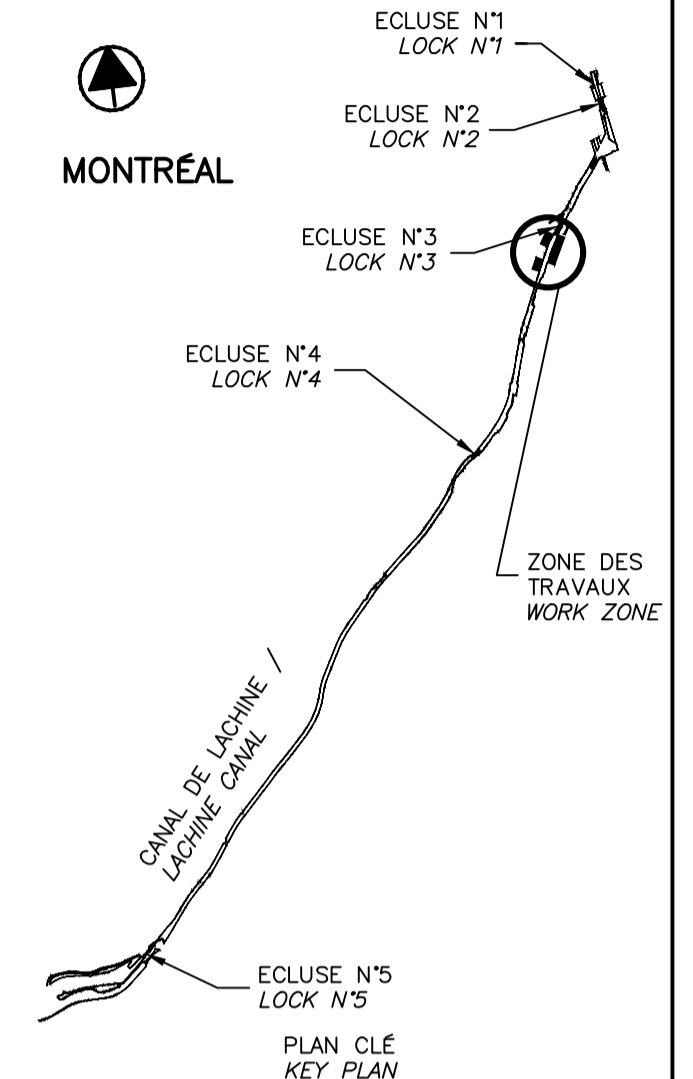 ECLUSE N°1
LOCK N°1
ECLUSE N°2
LOCK N°2
MONTRÉAL
ECLUSE N°3
LOCK N°3
ECLUSE N°4
LOCK N°4
ZONE DES
TRAVAUX
WORK ZONE
CANAL DE LACHINE /
LACHINE CANAL
ECLUSE N°5
LOCK N°5
PLAN CLÉ
KEY PLAN